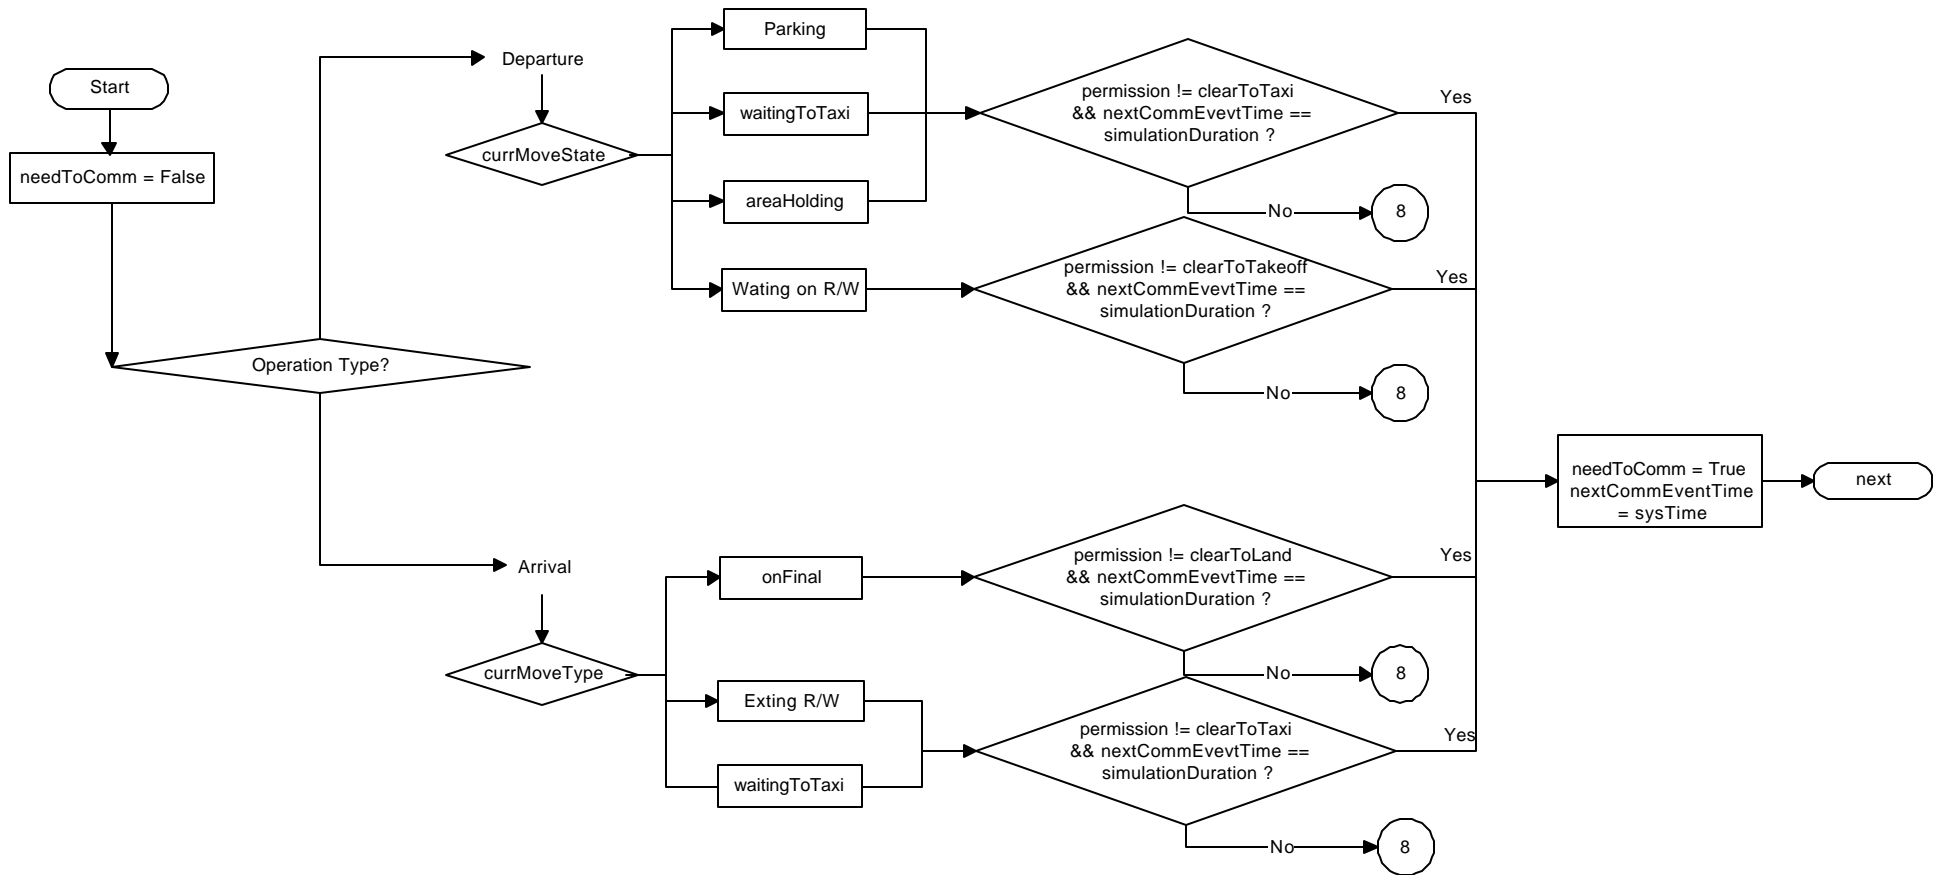 Start
needToComm = False
Operation Type?
Departure
currMoveState
Parking
waitingToTaxi
areaHolding
Wating on R/W
permission != clearToTaxi
&& nextCommEvevtTime ==
simulationDuration ?
Yes
No
8
permission != clearToTakeoff
&& nextCommEvevtTime ==
simulationDuration ?
Yes
No
8
Arrival
currMoveType
onFinal
Exting R/W
waitingToTaxi
permission != clearToLand
&& nextCommEvevtTime ==
simulationDuration ?
Yes
No
8
permission != clearToTaxi
&& nextCommEvevtTime ==
simulationDuration ?
Yes
No
8
needToComm = True
nextCommEventTime
= sysTime
next